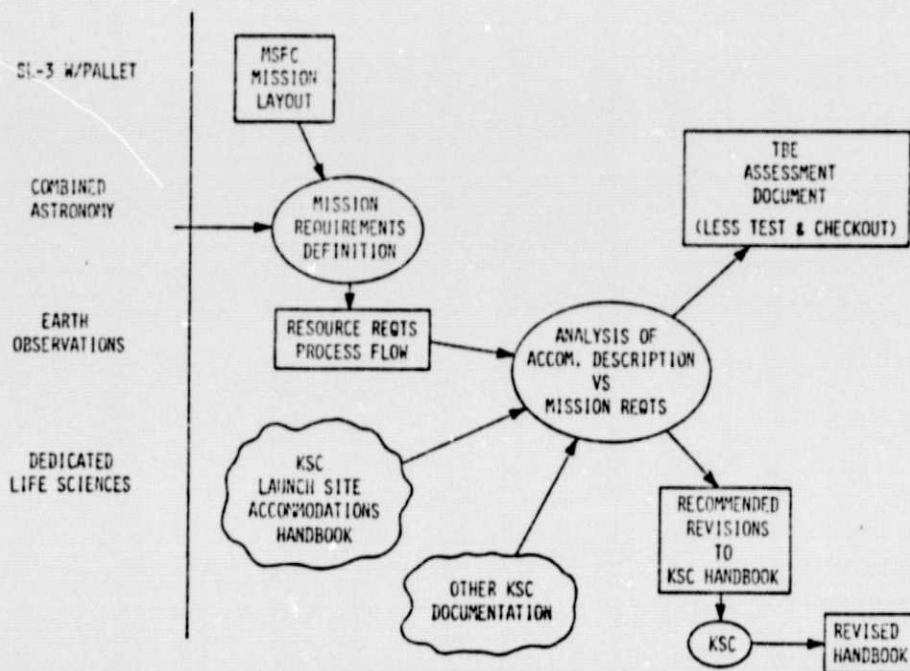 SL-3 W/PALLET
COMBINED
ASTRONOMY
EARTH
OBSERVATIONS
DEDICATED
LIFE SCIENCES
MSFC
MISSION
LAYOUT
MISSION
REQUIREMENTS
DEFINITION
RESOURCE REQTS
PROCESS FLOW
KSC
LAUNCH SITE
ACCOMMODATIONS
HANDBOOK
OTHER KSC
DOCUMENTATION
ANALYSIS OF
ACCOM. DESCRIPTION
VS
MISSION REQTS
TBE
ASSESSMENT
DOCUMENT
(LESS TEST & CHECKOUT)
RECOMMENDED
REVISIONS
TO
KSC HANDBOOK
KSC
REVISED
HANDBOOK